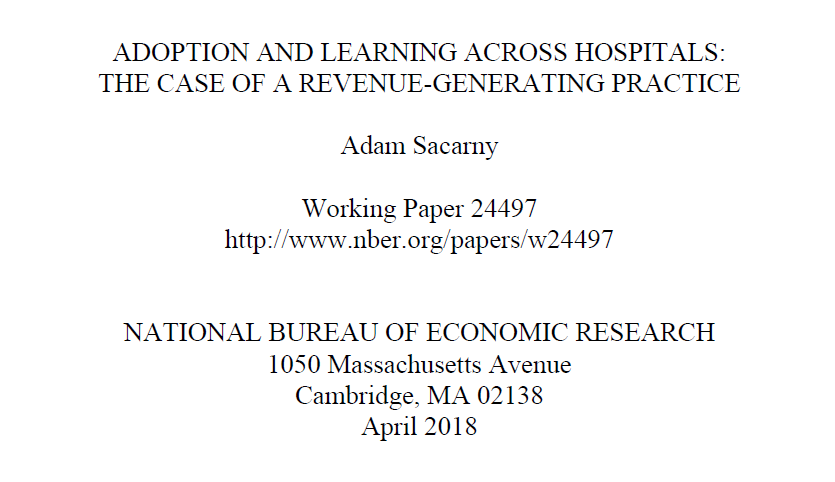 ADOPTION AND LEARNING ACROSS HOSPITALS:
THE CASE OF A REVENUE-GENERATING PRACTICE
Adam Sacarny
Working Paper 24497
http://www.nber.org/papers/w24497
NATIONAL BUREAU OF ECONOMIC RESEARCH
1050 Massachusetts Avenue
Cambridge, MA 02138
April 2018